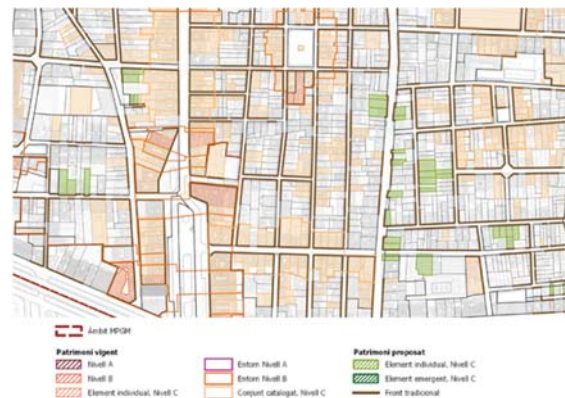 Àmbit MPGM
Patrimoni vigent
Nivell A
Nivell B
Element individual, Nivell C
Entorn Nivell A
Entorn Nivell B
Conjunt catalogat, Nivell C
Patrimoni proposat
Element individual, Nivell C
Element emergent, Nivell C
Front tradicional